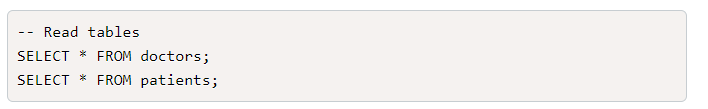 -- Read tables
SELECT * FROM doctors;
SELECT * FROM patients;